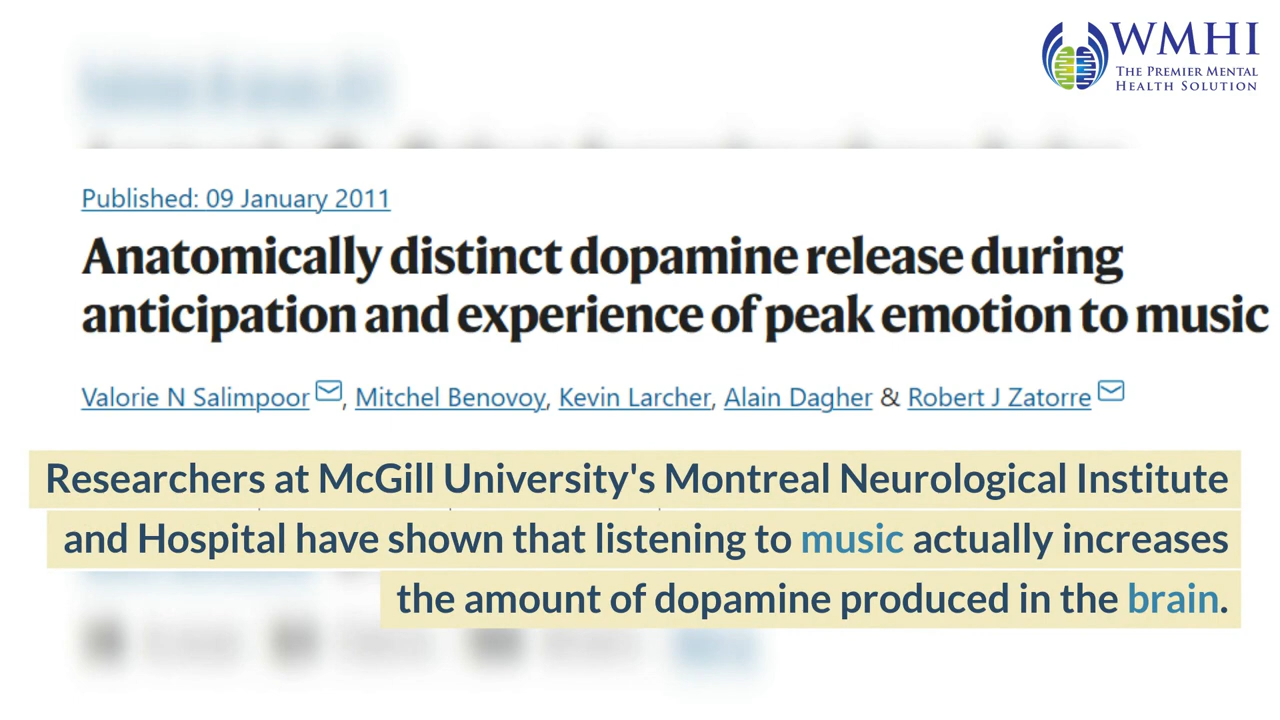 WMHI
THE PREMIER MENTAL
HEALTH SOLUTION
Published: 09 January 2011
Anatomically distinct dopamine release during
anticipation and experience of peak emotion to music
Valorie N Salimpoor, Mitchel Benovoy, Kevin Larcher, Alain Dagher & Robert J Zatorre
Researchers at McGill University's Montreal Neurological Institute
and Hospital have shown that listening to music actually increases
the amount of dopamine produced in the brain.